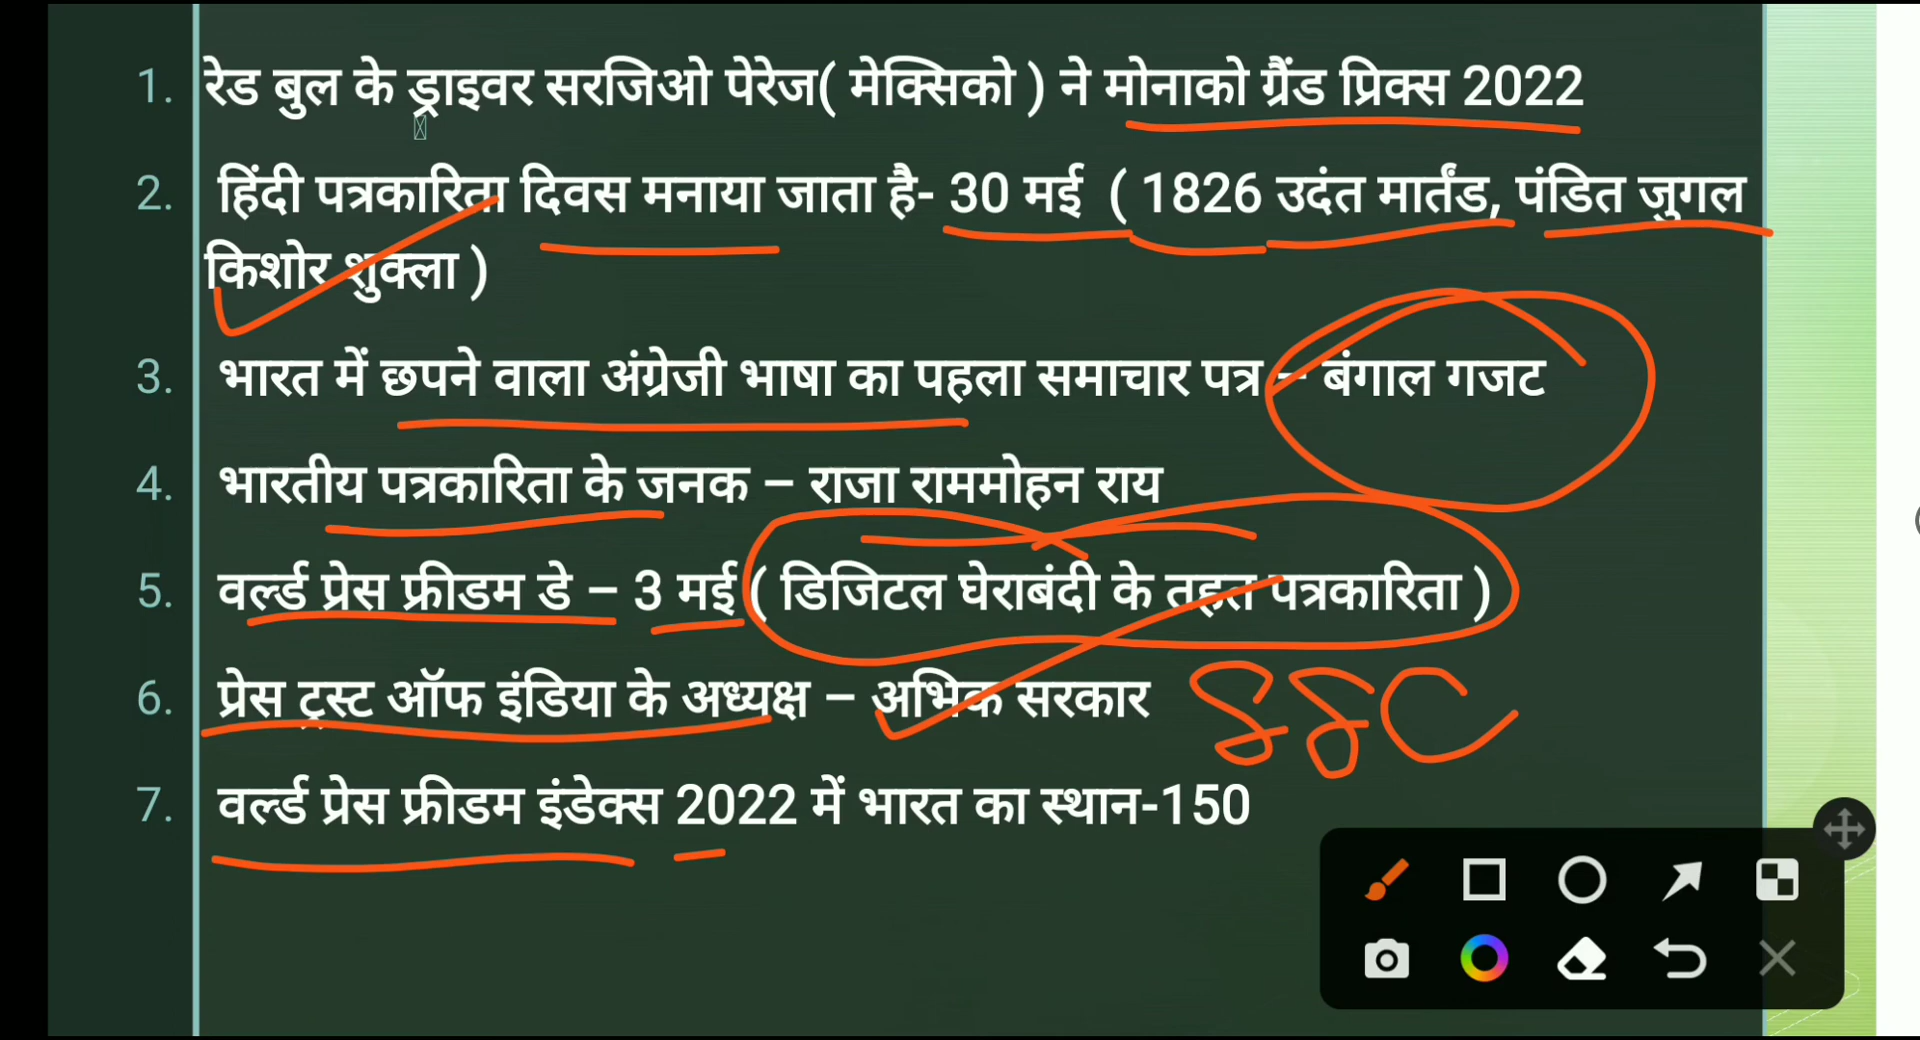 1. रेड बुल के ड्राइवर सरजिओ पेरेज( मेक्सिको ) ने मोनाको ग्रैंड प्रिक्स 2022
2. हिंदी पत्रकारिता दिवस मनाया जाता है- 30 मई ( 1826 उदंत मार्तंड, पंडित जुगल
किशोर शुक्ला )
3. भारत में छपने वाला अंग्रेजी भाषा का पहला समाचार पत्र – बंगाल गजट
4. भारतीय पत्रकारिता के जनक – राजा राममोहन राय
5. वर्ल्ड प्रेस फ्रीडम डे – 3 मई ( डिजिटल घेराबंदी के तहत पत्रकारिता )
6. प्रेस ट्रस्ट ऑफ इंडिया के अध्यक्ष – अभिक सरकार SSC
7. वर्ल्ड प्रेस फ्रीडम इंडेक्स 2022 में भारत का स्थान-150